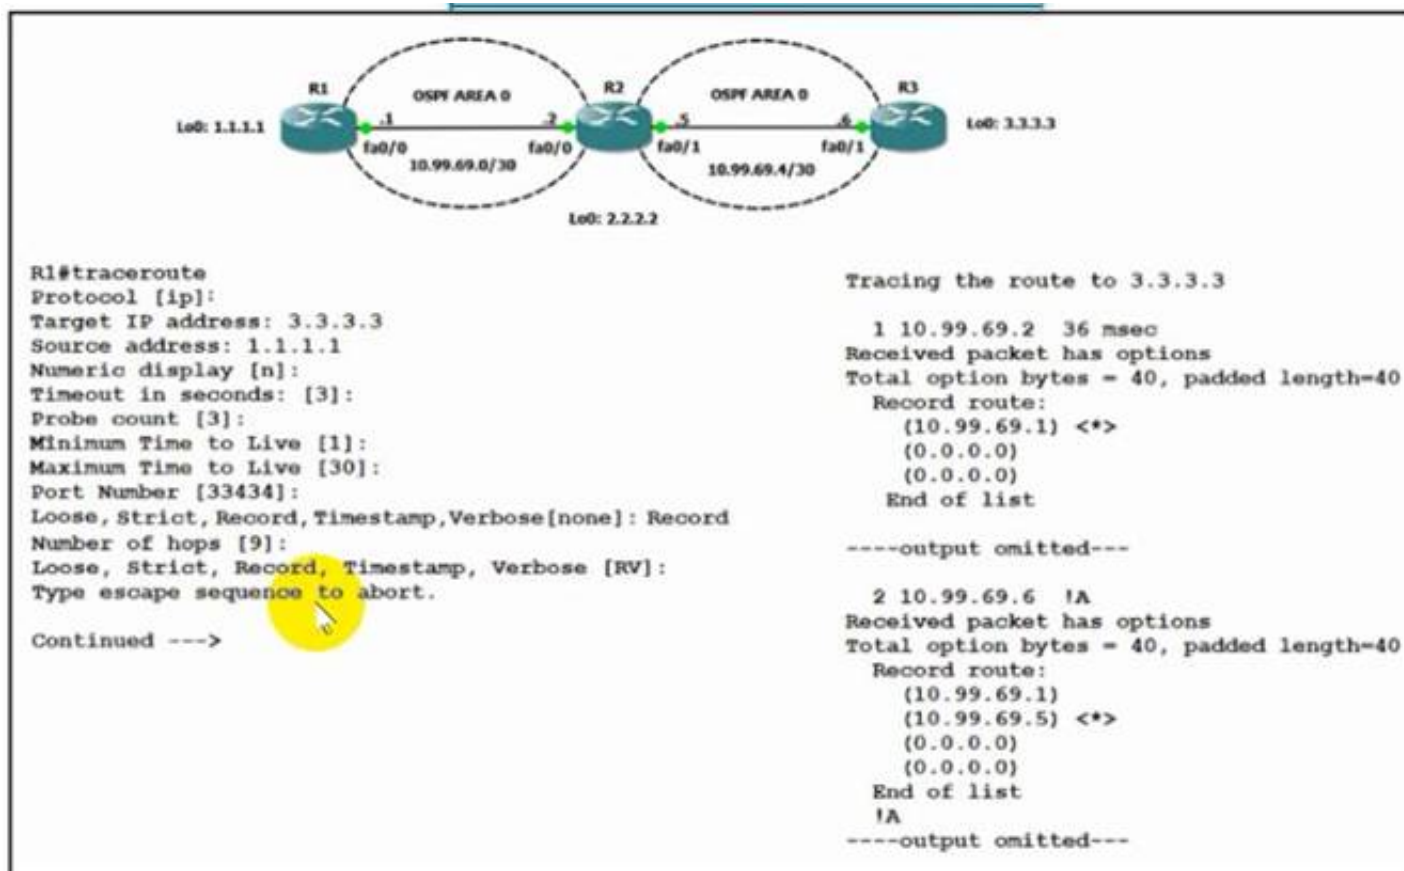 R1
OSPF AREA 0
R2
OSPF AREA 0
R3
Lo0: 1.1.1.1
.1
.2
.5
.6
Lo0: 3.3.3.3
fa0/0
fa0/0
fa0/1
fa0/1
10.99.69.0/30
10.99.69.4/30
Lo0: 2.2.2.2
R1#traceroute
Protocol [ip]:
Target IP address: 3.3.3.3
Source address: 1.1.1.1
Numeric display [n]:
Timeout in seconds: [3]:
Probe count [3]:
Minimum Time to Live [1]:
Maximum Time to Live [30]:
Port Number [33434]:
Loose, Strict, Record, Timestamp, Verbose[none]: Record
Number of hops [9]:
Loose, Strict, Record, Timestamp, Verbose [RV]:
Type escape sequence to abort.
Continued --->
Tracing the route to 3.3.3.3
1 10.99.69.2 36 msec
Received packet has options
Total option bytes = 40, padded length=40
Record route:
(10.99.69.1) <*>
(0.0.0.0)
(0.0.0.0)
End of list
----output omitted---
2 10.99.69.6 !A
Received packet has options
Total option bytes = 40, padded length=40
Record route:
(10.99.69.1)
(10.99.69.5) <*>
(0.0.0.0)
(0.0.0.0)
End of list
!A
----output omitted---